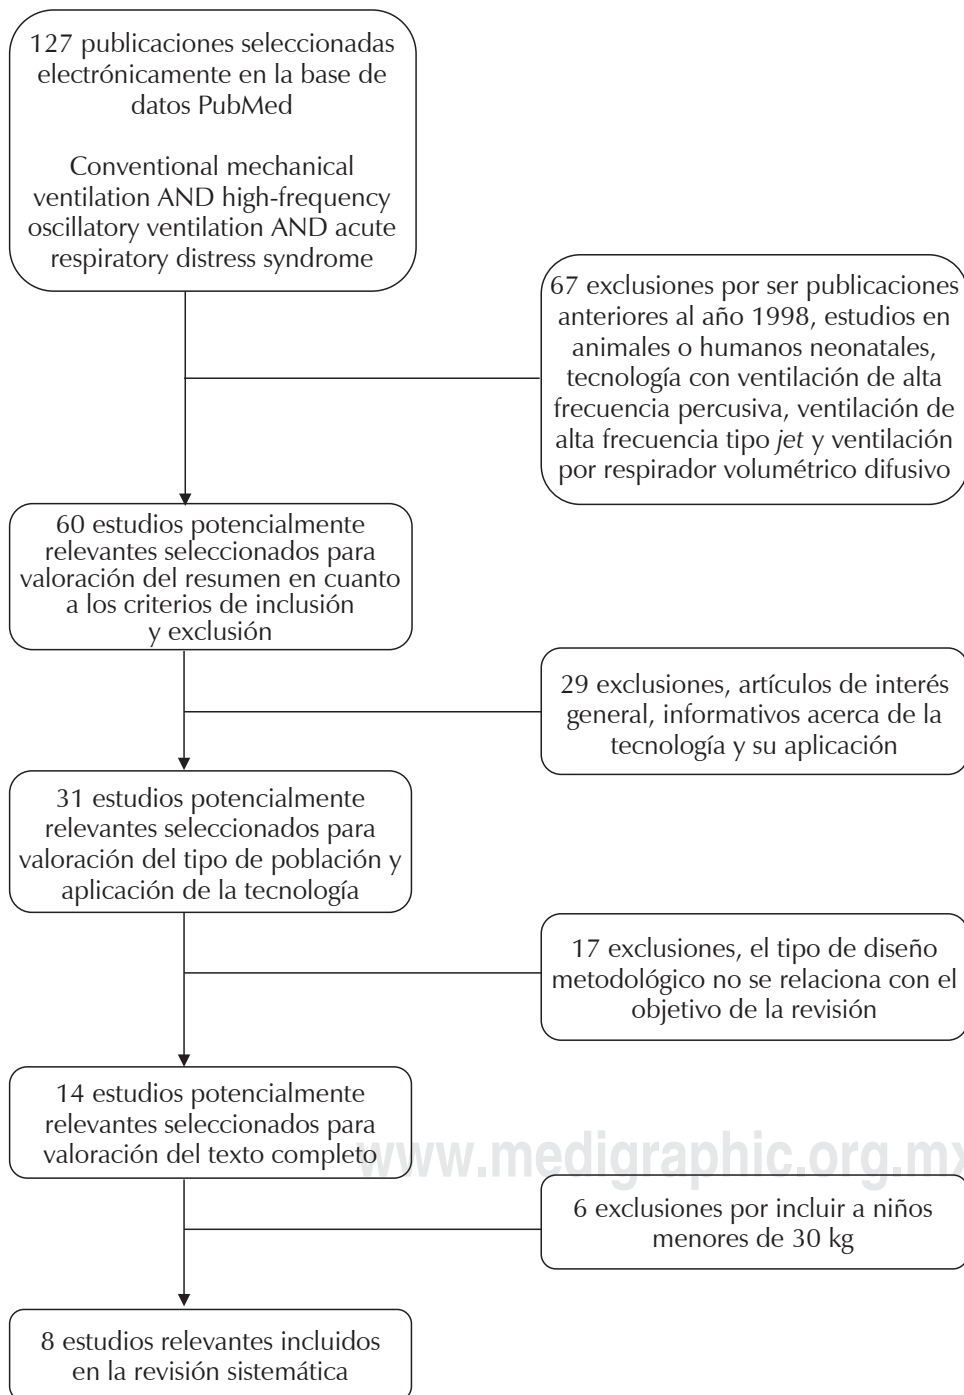 127 publicaciones seleccionadas
electrónicamente en la base de
datos PubMed
Conventional mechanical
ventilation AND high-frequency
oscillatory ventilation AND acute
respiratory distress syndrome
67 exclusiones por ser publicaciones
anteriores al año 1998, estudios en
animales o humanos neonatales,
tecnología con ventilación de alta
frecuencia percusiva, ventilación de
alta frecuencia tipo jet y ventilación
por respirador volumétrico difusivo
60 estudios potencialmente
relevantes seleccionados para
valoración del resumen en cuanto
a los criterios de inclusión
y exclusión
29 exclusiones, artículos de interés
general, informativos acerca de la
tecnología y su aplicación
31 estudios potencialmente
relevantes seleccionados para
valoración del tipo de población y
aplicación de la tecnología
17 exclusiones, el tipo de diseño
metodológico no se relaciona con el
objetivo de la revisión
14 estudios potencialmente
relevantes seleccionados para
valoración del texto completo
www.medigraphic.org.mx
6 exclusiones por incluir a niños
menores de 30 kg
8 estudios relevantes incluidos
en la revisión sistemática